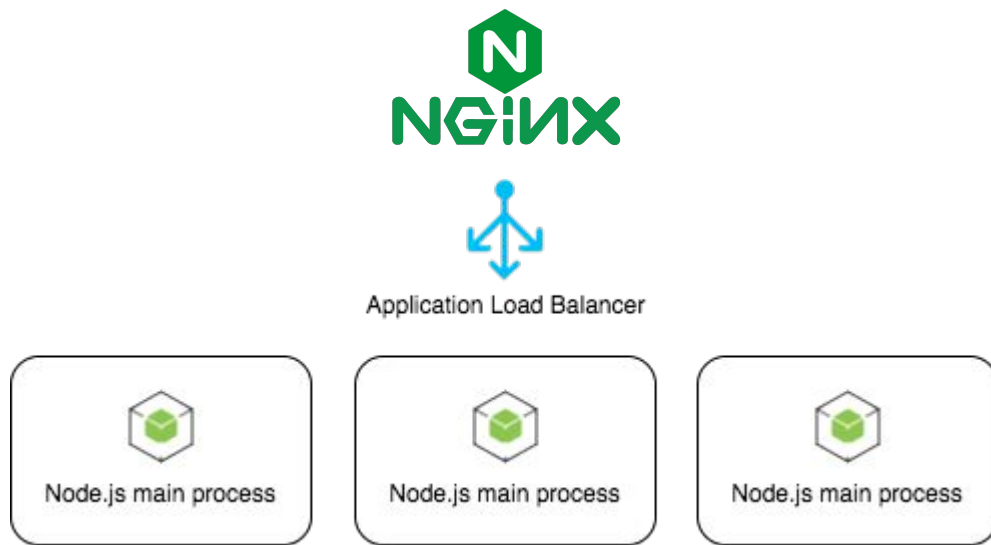 N
NGiNX
Application Load Balancer
Node.js main process
Node.js main process
Node.js main process